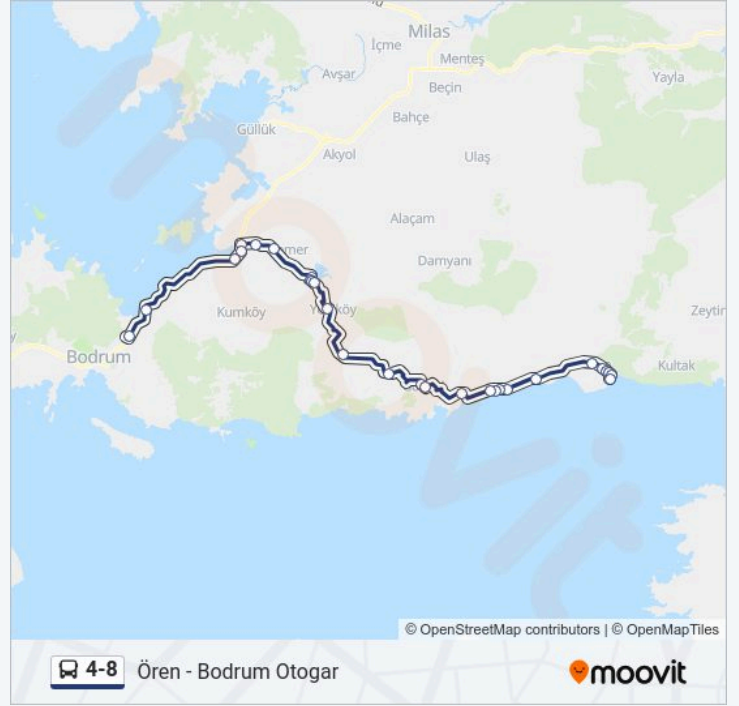 Milas
İçme
Menteş
Avşar
Yayla
Beçin
Bahçe
Güllük
Akyol
Ulaş
Alaçam
Damyanı
Kumköy
Zeytin
Bodrum
Kultak
moovit
© OpenStreetMap contributors | © OpenMapTiles
4-8 Ören - Bodrum Otogar
moovit